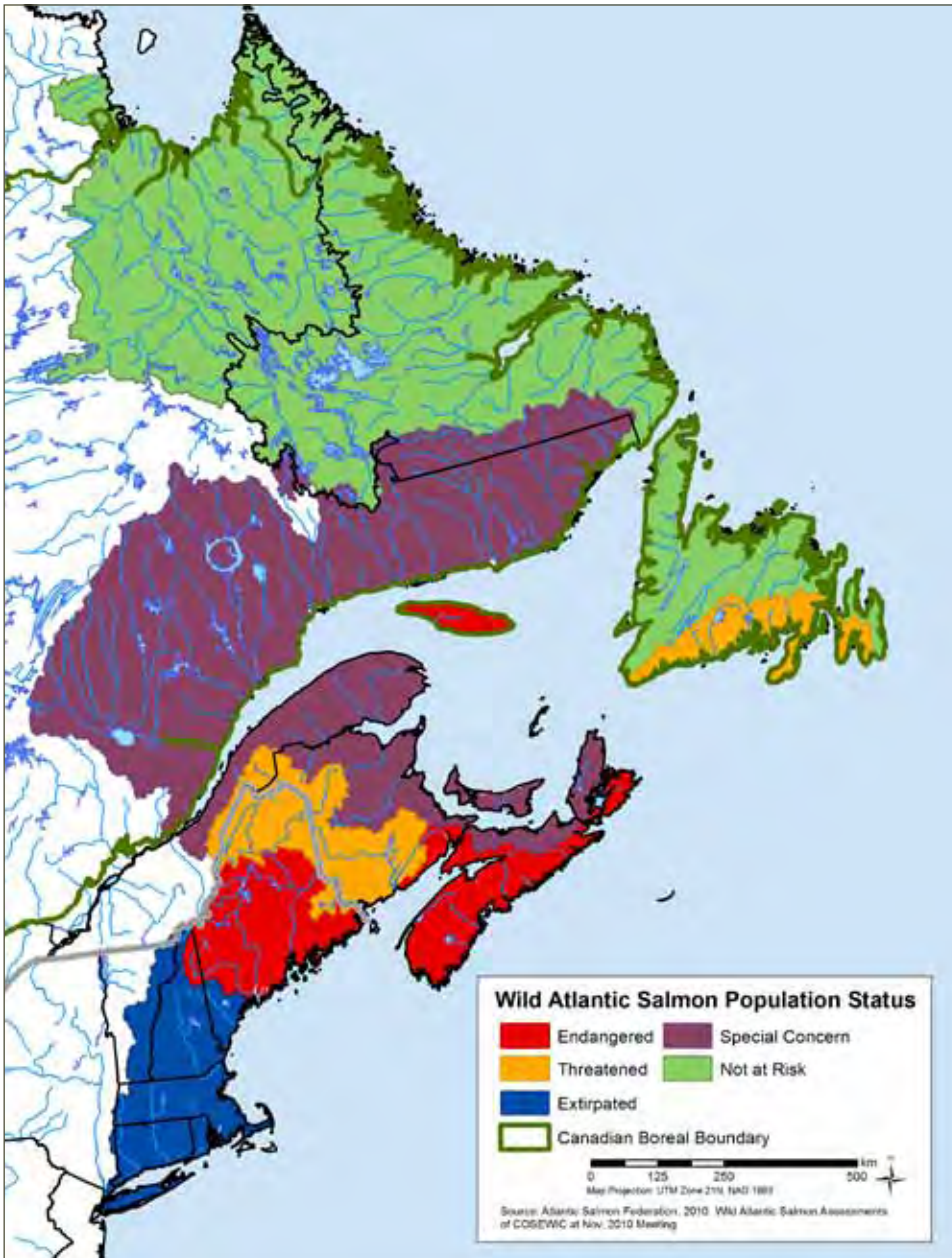 Wild Atlantic Salmon Population Status
Endangered Special Concern
Threatened Not at Risk
Extirpated
Canadian Boreal Boundary
km
0 125 250 500
Map Projection: UTM Zone 21N, NAD 1983
Source: Atlantic Salmon Federation, 2010. Wild Atlantic Salmon Assessments
of COSEWIC at Nov. 2010 Meeting